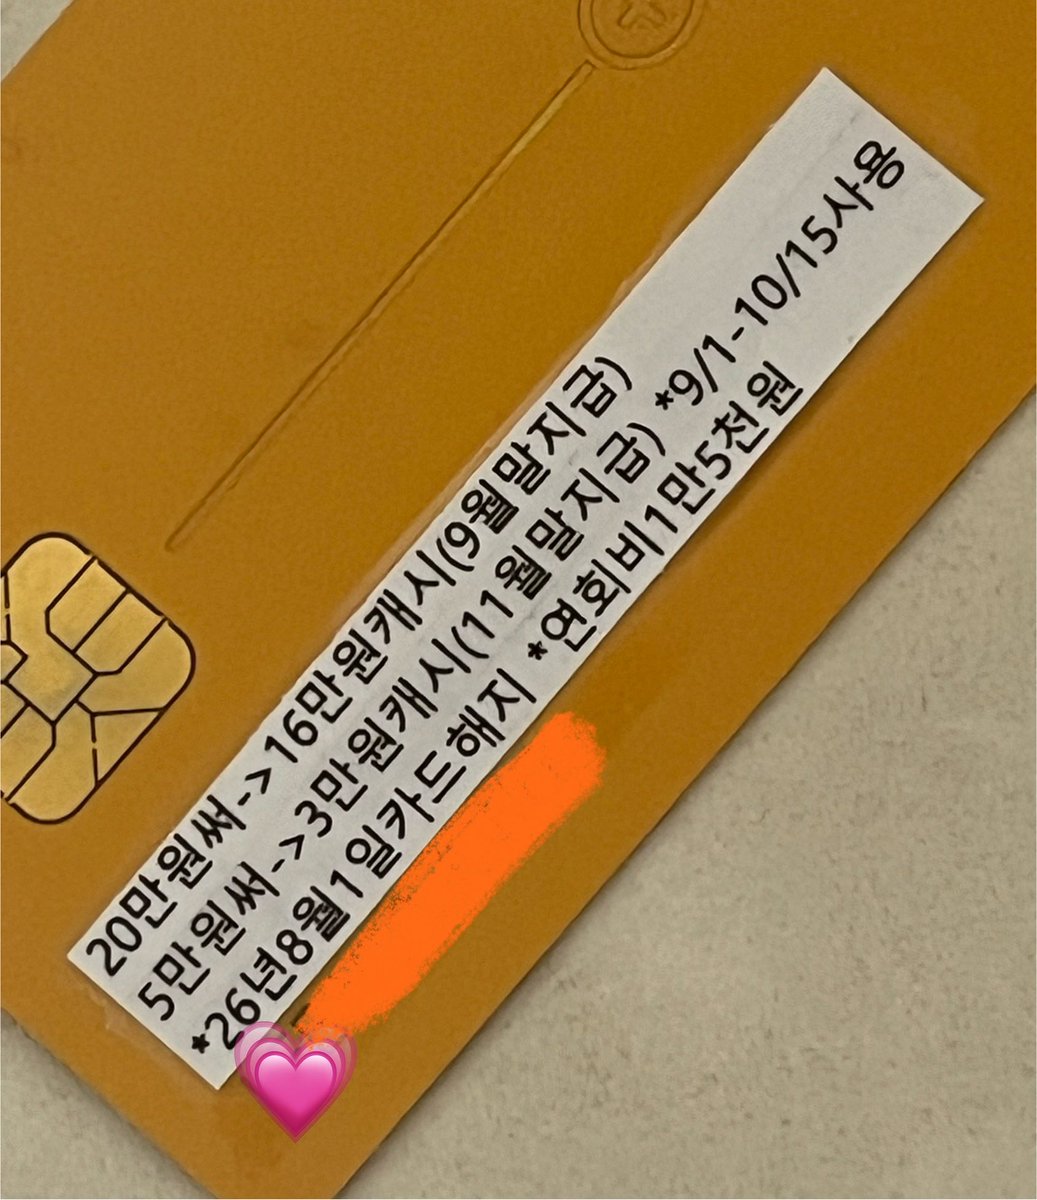 20만원써->16만원캐시(9월말지급)
5만원써->3만원캐시(11월말지급) *9/1-10/15사용
*26년8월1일카드해지 *연회비1만5천원